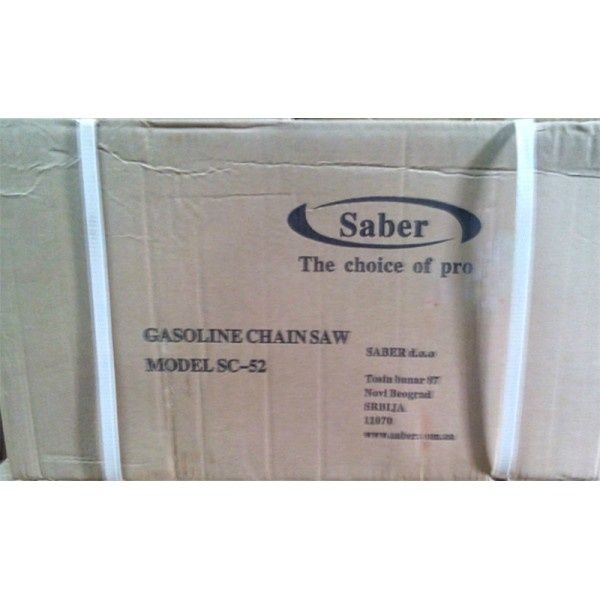 Saber
The choice of pro
GASOLINE CHAIN SAW
MODEL SC-52
SABER d.o.o
Tosin bunar 87
Novi Beograd
SRBIJA
11070